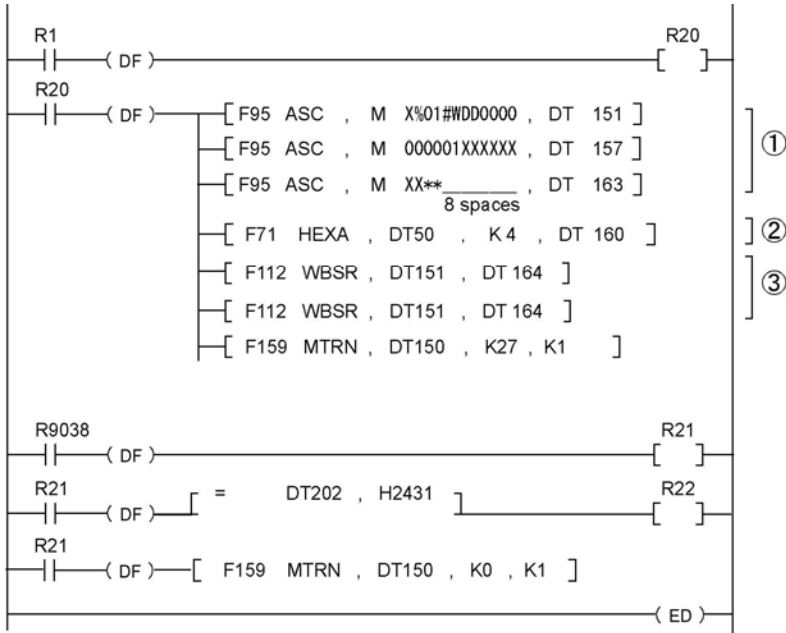 R1
( DF ) R20 [ ]
R20
( DF ) [ F95 ASC , M X%01#WDD0000 , DT 151 ]
[ F95 ASC , M 000001XXXXXX , DT 157 ] ①
[ F95 ASC , M XX**________ , DT 163 ]
8 spaces
[ F71 HEXA , DT50 , K 4 , DT 160 ] ②
[ F112 WBSR , DT151 , DT 164 ] ③
[ F112 WBSR , DT151 , DT 164 ]
[ F159 MTRN , DT150 , K27 , K1 ]
R9038 R21
( DF ) [ ]
R21 = DT202 , H2431 R22
( DF ) [ ]
R21
( DF ) [ F159 MTRN , DT150 , K0 , K1 ]
( ED )